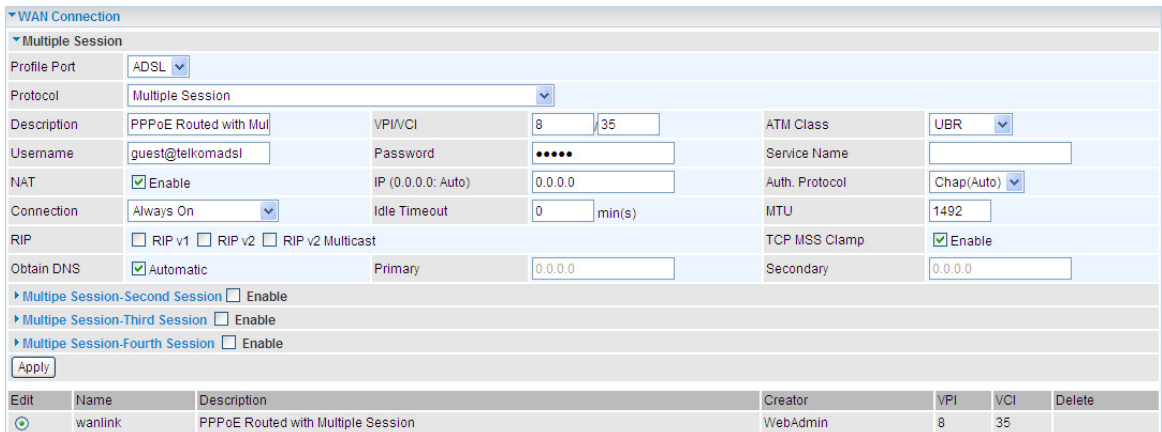 WAN Connection
Multiple Session
Profile Port ADSL
Protocol Multiple Session
Description PPPoE Routed with Mul VPI/VCI 8 / 35 ATM Class UBR
Username guest@telkomadsl Password ●●●●● Service Name
NAT Enable IP (0.0.0.0: Auto) 0.0.0.0 Auth. Protocol Chap(Auto)
Connection Always On Idle Timeout 0 min(s) MTU 1492
RIP RIP v1 RIP v2 RIP v2 Multicast TCP MSS Clamp Enable
Obtain DNS Automatic Primary 0.0.0.0 Secondary 0.0.0.0
Multipe Session-Second Session Enable
Multipe Session-Third Session Enable
Multipe Session-Fourth Session Enable
Apply
Edit Name Description Creator VPI VCI Delete
wanlink PPPoE Routed with Multiple Session WebAdmin 8 35